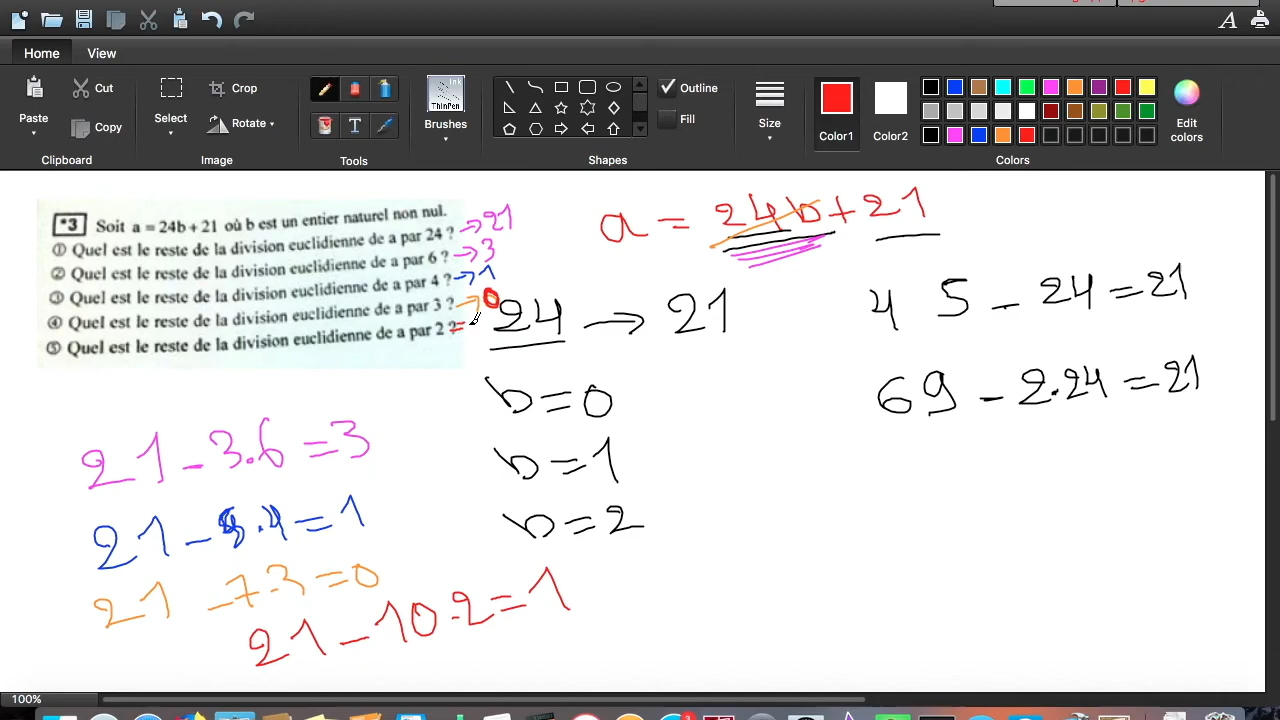 Home View
Paste
Cut
Copy
Clipboard
Select
Crop
Rotate
Image
Tools
Ink
ThinPen
Brushes
Outline
Fill
Shapes
Size
Color1
Color2
Edit colors
Colors
*3 Soit a = 24b + 21 où b est un entier naturel non nul.
① Quel est le reste de la division euclidienne de a par 24 ? → 21
② Quel est le reste de la division euclidienne de a par 6 ? → 3
③ Quel est le reste de la division euclidienne de a par 4 ? → 1
④ Quel est le reste de la division euclidienne de a par 3 ? → 0
⑤ Quel est le reste de la division euclidienne de a par 2 ?
a = 24b + 21
24 → 21
45 - 24 = 21
b = 0
69 - 2.24 = 21
b = 1
b = 2
21 - 3.6 = 3
21 - 4.4 = 1
21 - 7.3 = 0
21 - 10.2 = 1
100%